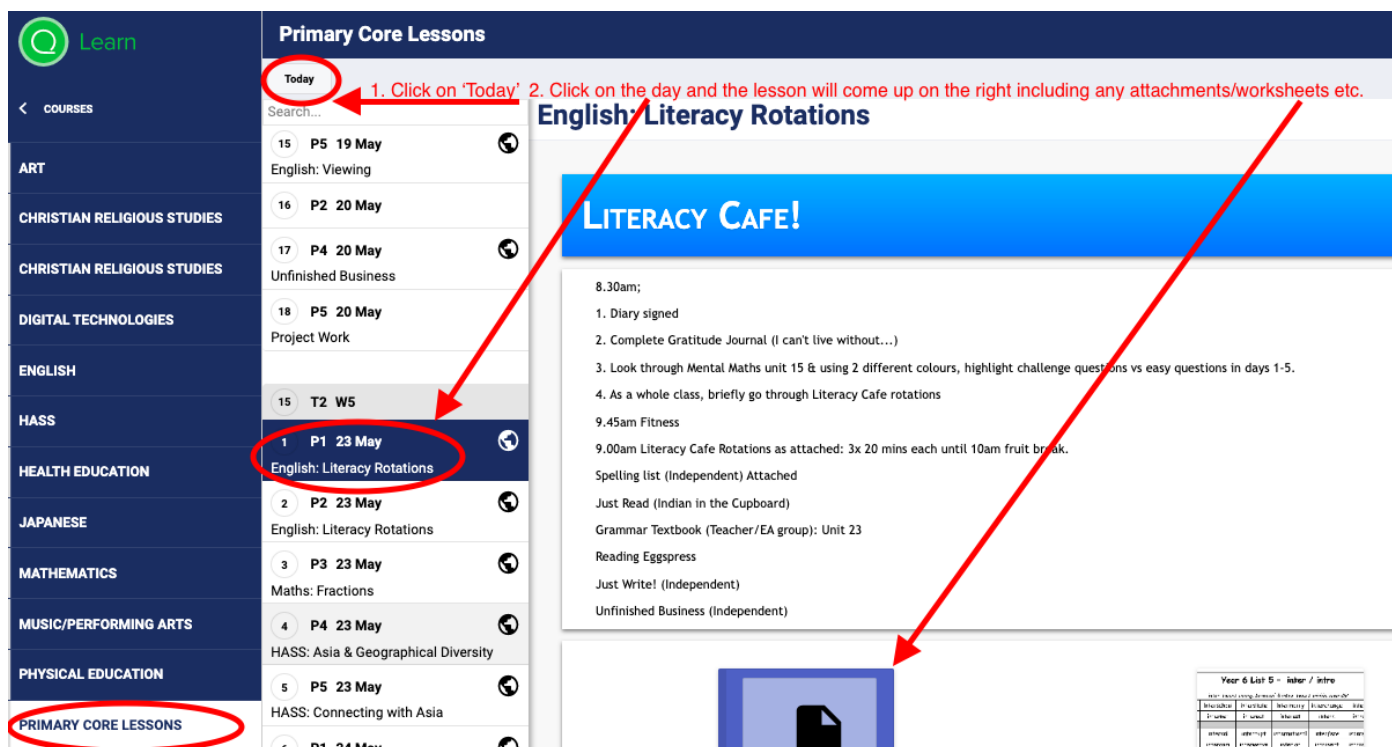 Learn
COURSES
ART
CHRISTIAN RELIGIOUS STUDIES
CHRISTIAN RELIGIOUS STUDIES
DIGITAL TECHNOLOGIES
ENGLISH
HASS
HEALTH EDUCATION
JAPANESE
MATHEMATICS
MUSIC/PERFORMING ARTS
PHYSICAL EDUCATION
PRIMARY CORE LESSONS
Primary Core Lessons
Today
1. Click on ‘Today’ 2. Click on the day and the lesson will come up on the right including any attachments/worksheets etc.
Search...
15 P5 19 May
English: Viewing
16 P2 20 May
17 P4 20 May
Unfinished Business
18 P5 20 May
Project Work
15 T2 W5
1 P1 23 May
English: Literacy Rotations
2 P2 23 May
English: Literacy Rotations
3 P3 23 May
Maths: Fractions
4 P4 23 May
HASS: Asia & Geographical Diversity
5 P5 23 May
HASS: Connecting with Asia
6 P1 24 May
English: Literacy Rotations
LITERACY CAFE!
8.30am;
1. Diary signed
2. Complete Gratitude Journal (I can't live without...)
3. Look through Mental Maths unit 15 & using 2 different colours, highlight challenge questions vs easy questions in days 1-5.
4. As a whole class, briefly go through Literacy Cafe rotations
9.45am Fitness
9.00am Literacy Cafe Rotations as attached: 3x 20 mins each until 10am fruit break.
Spelling list (Independent) Attached
Just Read (Indian in the Cupboard)
Grammar Textbook (Teacher/EA group): Unit 23
Reading Eggspress
Just Write! (Independent)
Unfinished Business (Independent)
Year 6 List 5 - inter / intro